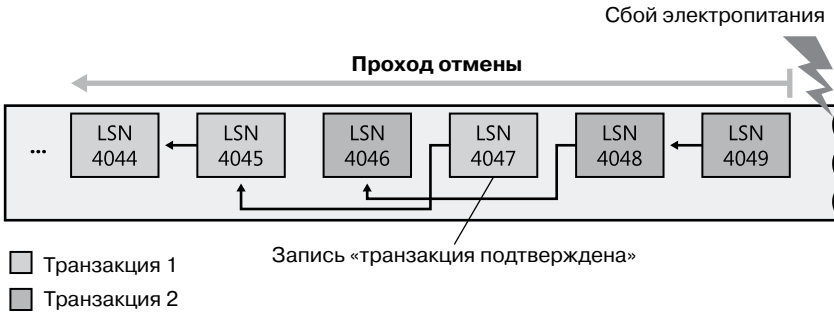 Сбой электропитания
Проход отмены
...
LSN
4044
LSN
4045
LSN
4046
LSN
4047
LSN
4048
LSN
4049
Запись «транзакция подтверждена»
Транзакция 1
Транзакция 2